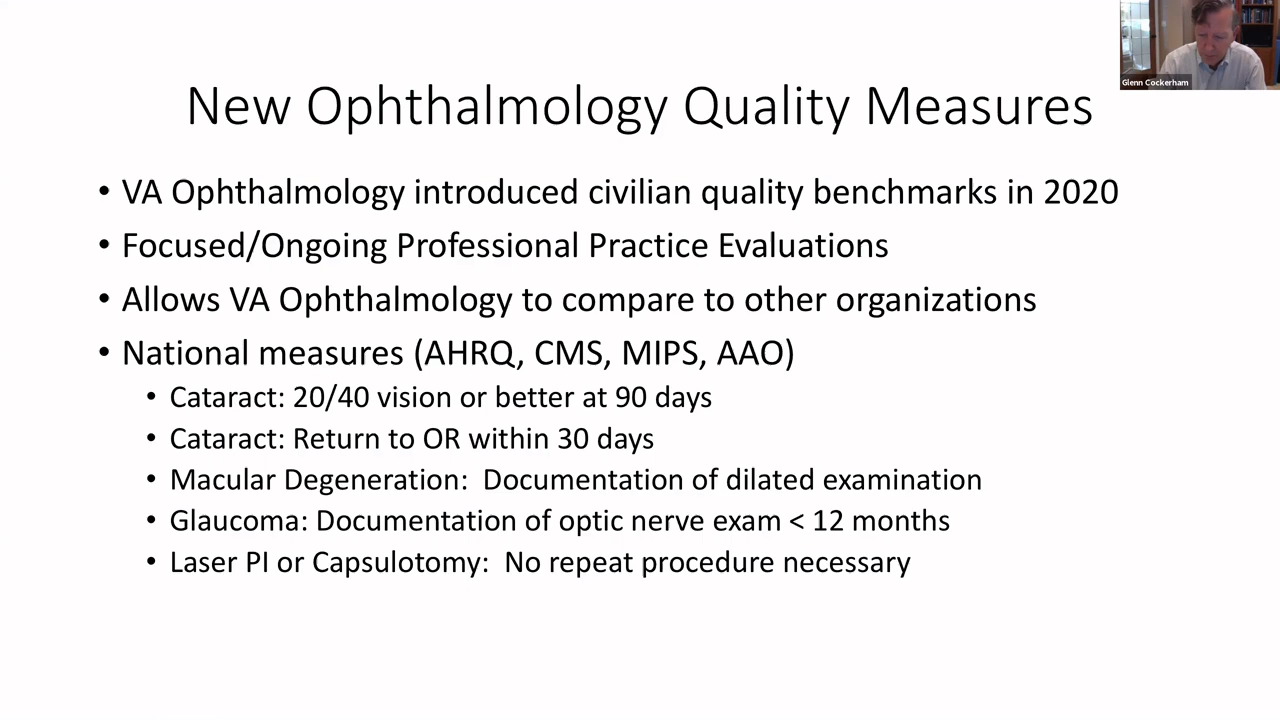 Glenn Cockerham
New Ophthalmology Quality Measures
• VA Ophthalmology introduced civilian quality benchmarks in 2020
• Focused/Ongoing Professional Practice Evaluations
• Allows VA Ophthalmology to compare to other organizations
• National measures (AHRQ, CMS, MIPS, AAO)
• Cataract: 20/40 vision or better at 90 days
• Cataract: Return to OR within 30 days
• Macular Degeneration:  Documentation of dilated examination
• Glaucoma: Documentation of optic nerve exam < 12 months
• Laser PI or Capsulotomy:  No repeat procedure necessary